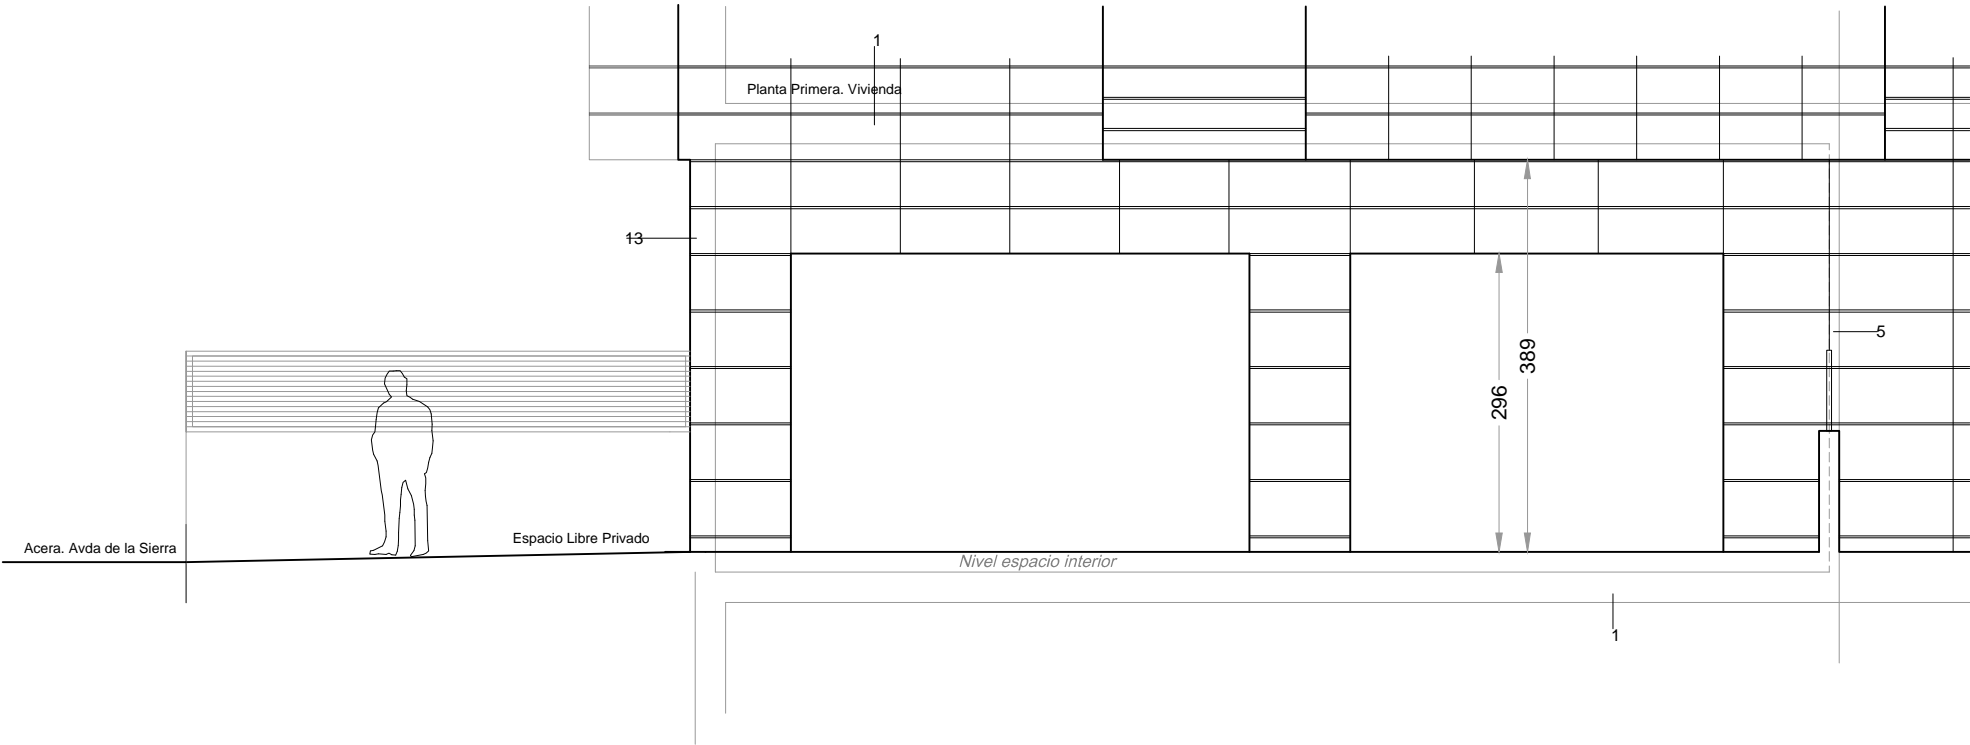 1
Planta Primera. Vivienda
13
5
389
296
Espacio Libre Privado
Acera. Avda de la Sierra
Nivel espacio interior
1